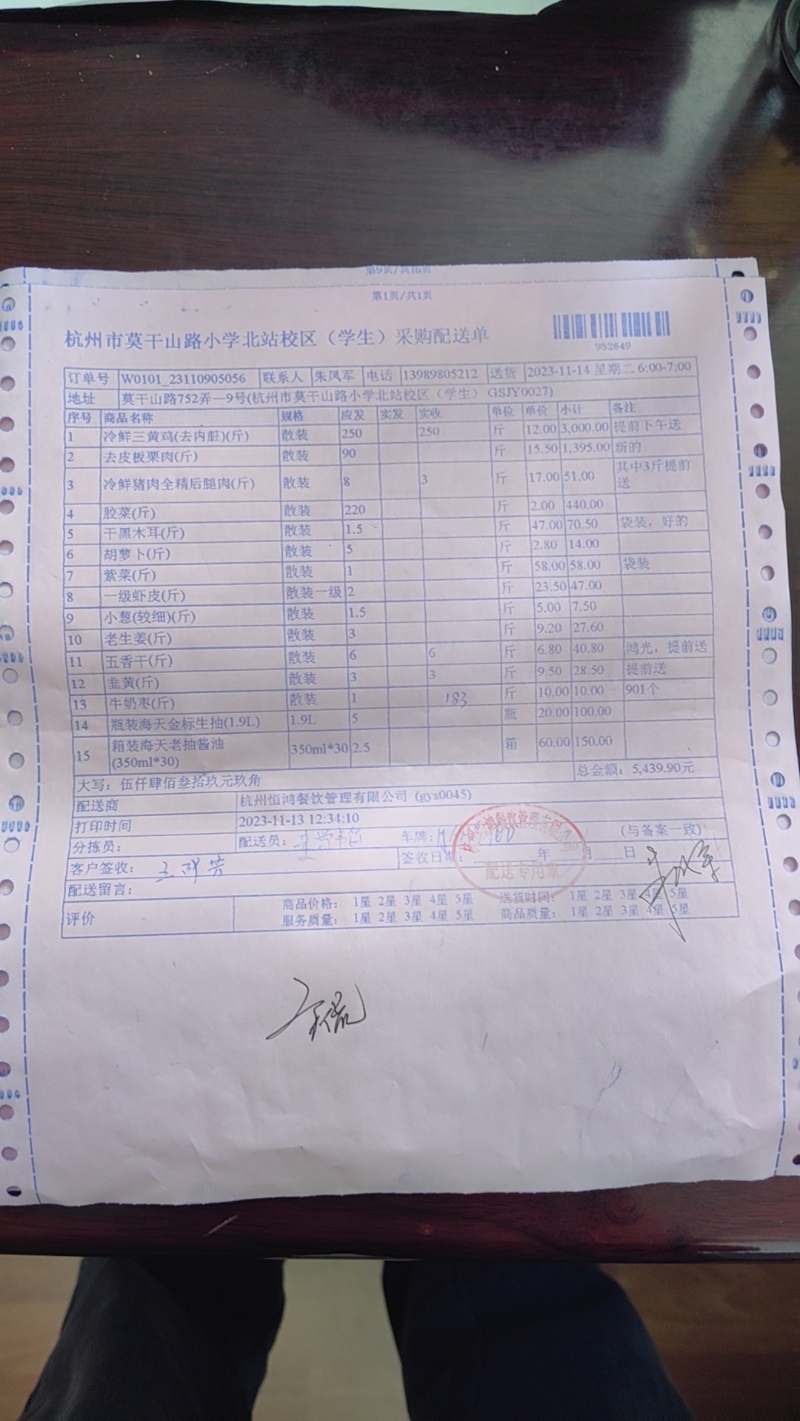 第9页/共16页
第1页/共1页
杭州市莫干山路小学北站校区（学生）采购配送单
952649
订单号 W0101_23110905056 联系人 朱凤军 电话 13989805212 送货 2023-11-14 星期二 6:00-7:00
地址 莫干山路752弄—9号(杭州市莫干山路小学北站校区（学生） GSJY0027)
序号 商品名称 规格 应发 实发 实收 单位 单价 小计 备注
1 冷鲜三黄鸡(去内脏)(斤) 散装 250 250 斤 12.00 3,000.00 提前下午送
2 去皮板栗肉(斤) 散装 90 斤 15.50 1,395.00 新的
3 冷鲜猪肉全精后腿肉(斤) 散装 8 3 斤 17.00 51.00 其中3斤提前送
4 胶菜(斤) 散装 220 斤 2.00 440.00
5 干黑木耳(斤) 散装 1.5 斤 47.00 70.50 袋装，好的
6 胡萝卜(斤) 散装 5 斤 2.80 14.00
7 紫菜(斤) 散装 1 斤 58.00 58.00 袋装
8 一级虾皮(斤) 散装一级 2 斤 23.50 47.00
9 小葱(较细)(斤) 散装 1.5 斤 5.00 7.50
10 老生姜(斤) 散装 3 斤 9.20 27.60
11 五香干(斤) 散装 6 6 斤 6.80 40.80 鸿光，提前送
12 韭黄(斤) 散装 3 3 斤 9.50 28.50 提前送
13 牛奶枣(斤) 散装 1 183 斤 10.00 10.00 901个
14 瓶装海天金标生抽(1.9L) 1.9L 5 瓶 20.00 100.00
15 箱装海天老抽酱油(350ml*30) 350ml*30 2.5 箱 60.00 150.00
大写：伍仟肆佰叁拾玖元玖角 总金额：5,439.90元
配送商 杭州恒鸿餐饮管理有限公司 (gys0045)
打印时间 2023-11-13 12:34:10
分拣员： 配送员： 车牌： (与备案一致)
客户签收： 签收日期： 年 月 日
配送专用章
配送留言：
评价 商品价格： 1星 2星 3星 4星 5星 送货时间： 1星 2星 3星 4星 5星
服务质量： 1星 2星 3星 4星 5星 商品质量： 1星 2星 3星 4星 5星